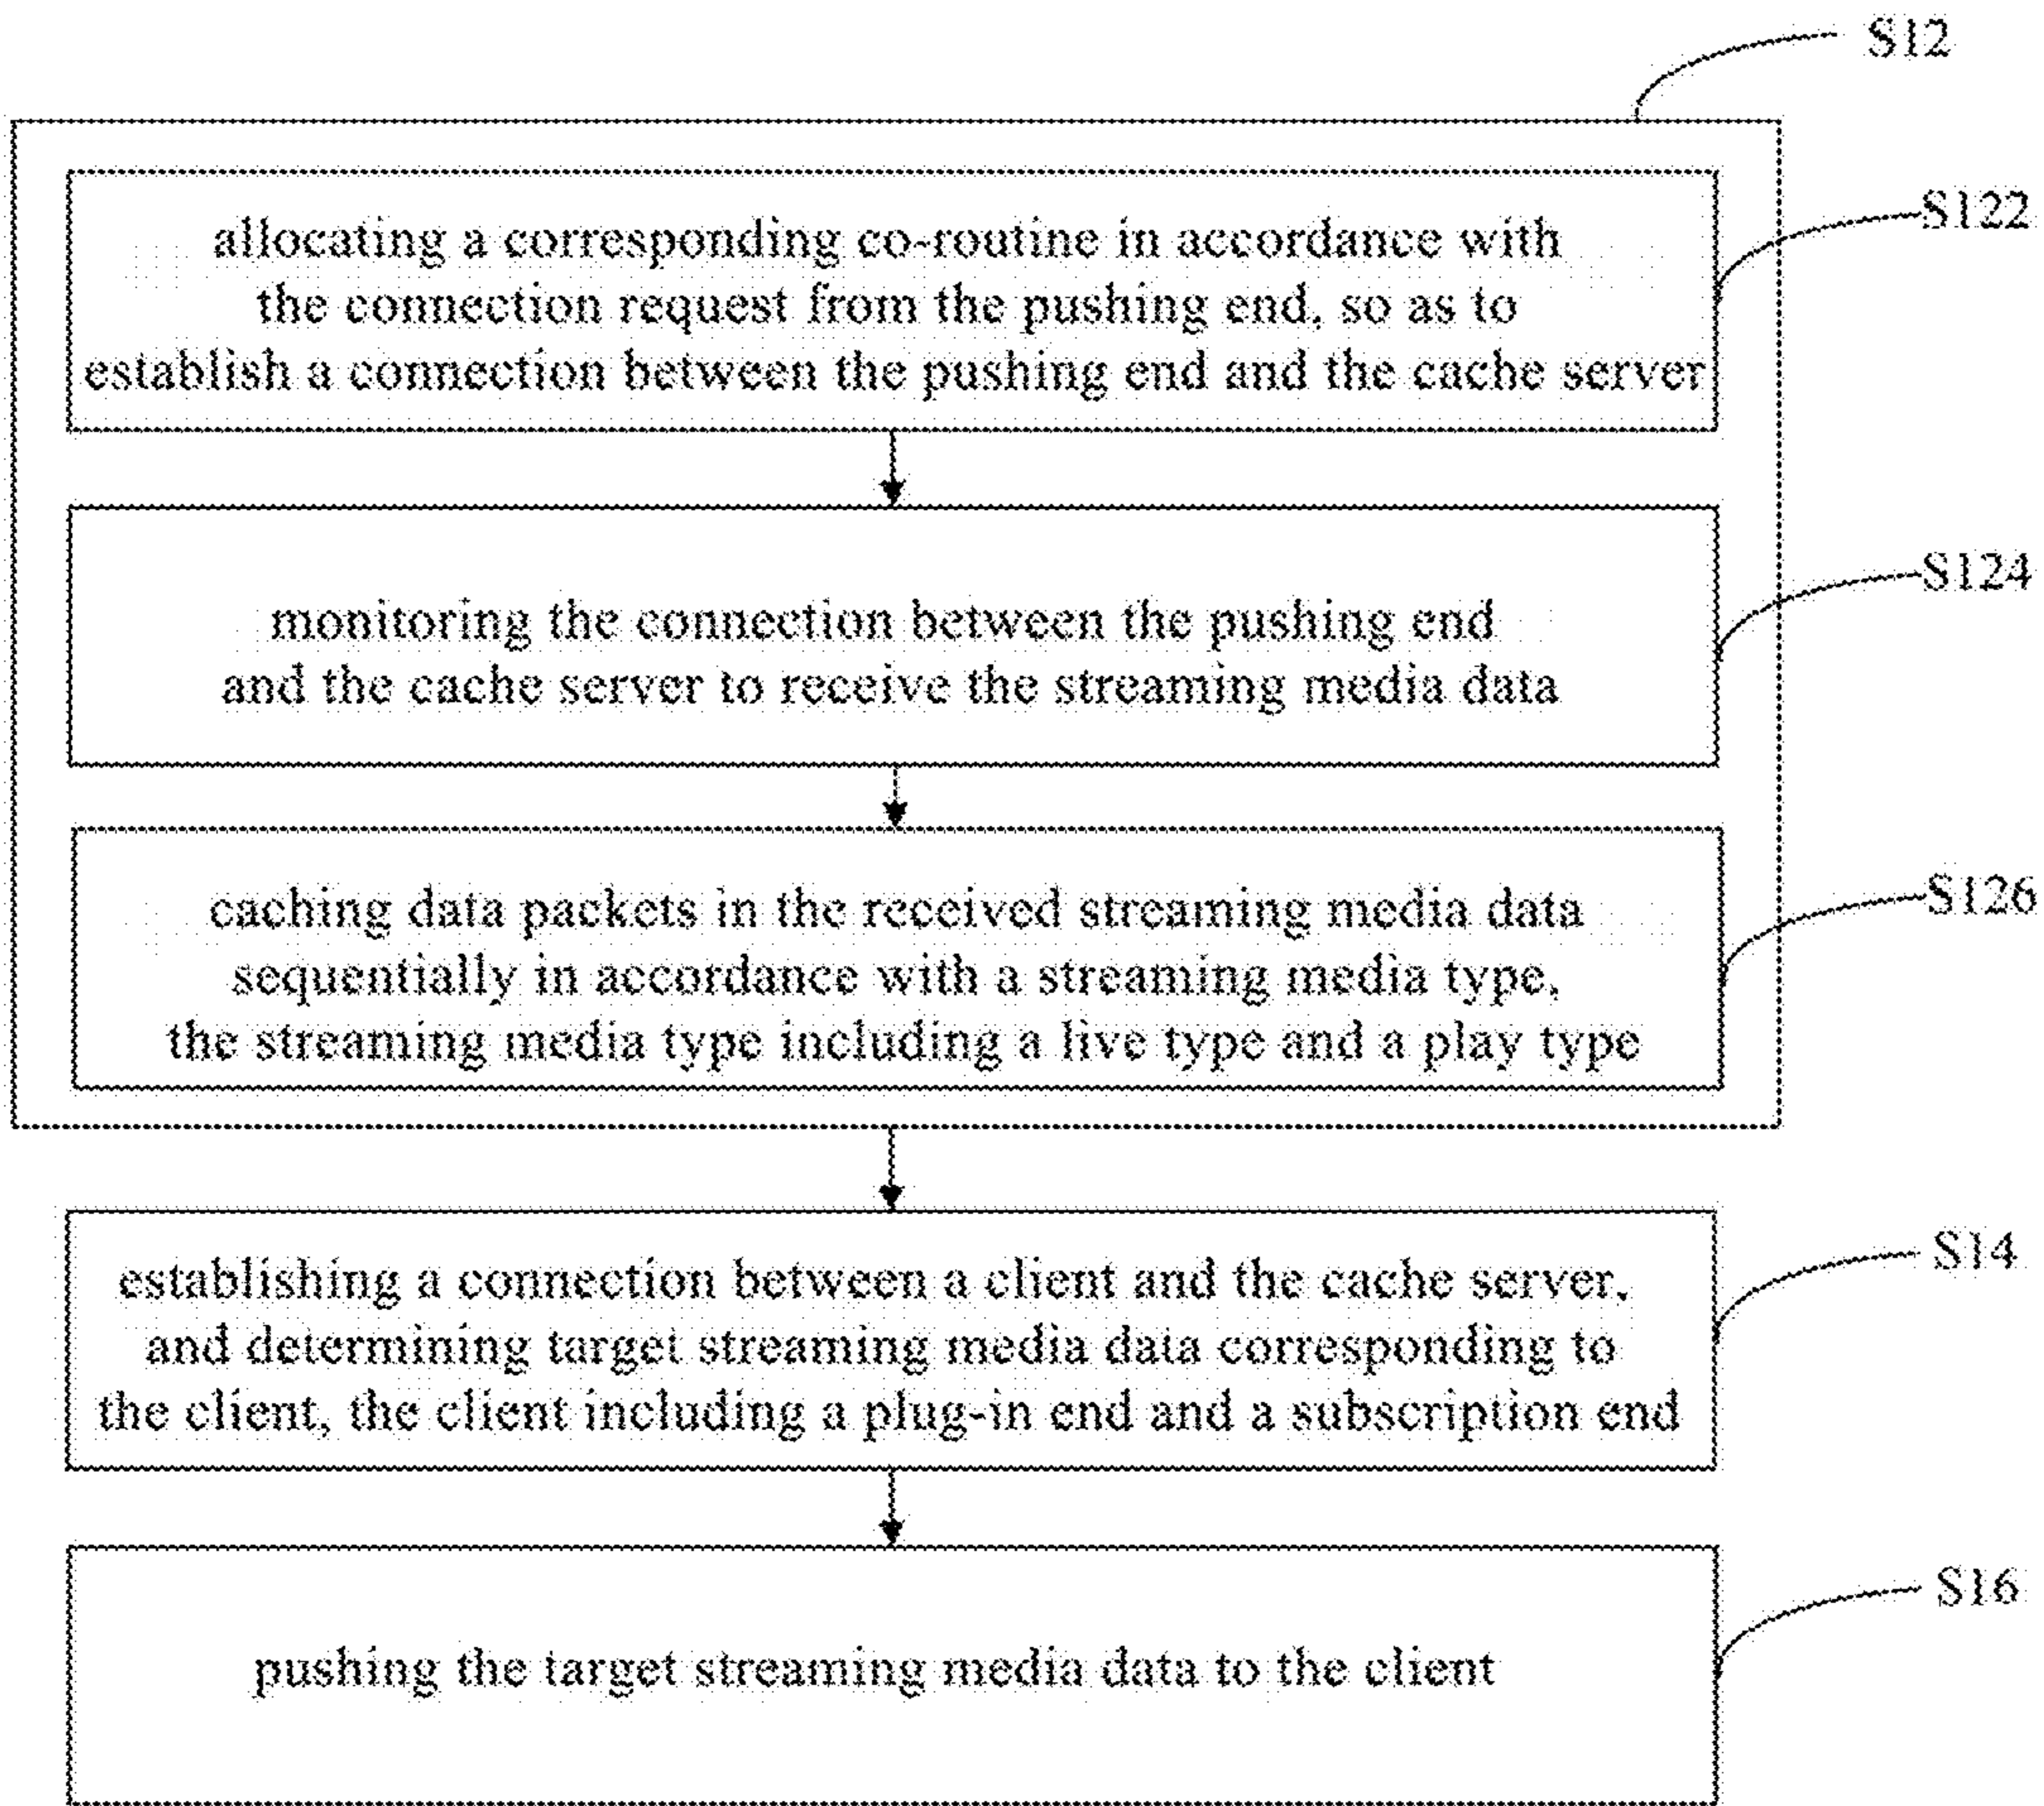 S12
allocating a corresponding co-routine in accordance with
the connection request from the pushing end, so as to
establish a connection between the pushing end and the cache server
S122
monitoring the connection between the pushing end
and the cache server to receive the streaming media data
S124
caching data packets in the received streaming media data
sequentially in accordance with a streaming media type,
the streaming media type including a live type and a play type
S126
establishing a connection between a client and the cache server,
and determining target streaming media data corresponding to
the client, the client including a plug-in end and a subscription end
S14
pushing the target streaming media data to the client
S16